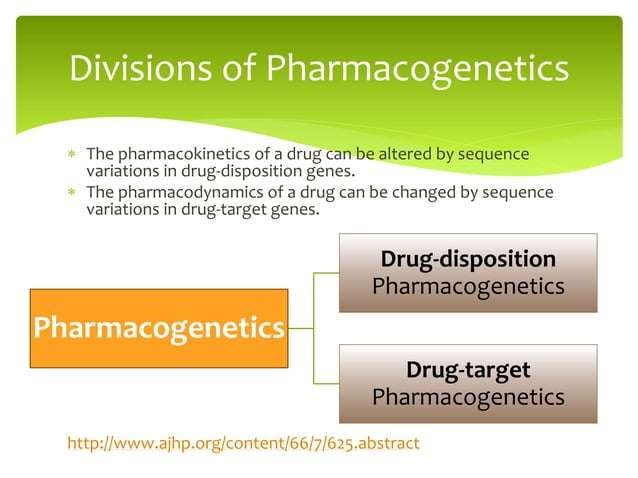 Divisions of Pharmacogenetics
* The pharmacokinetics of a drug can be altered by sequence
variations in drug-disposition genes.
* The pharmacodynamics of a drug can be changed by sequence
variations in drug-target genes.
Drug-disposition
Pharmacogenetics
Pharmacogenetics
Drug-target
Pharmacogenetics
http://www.ajhp.org/content/66/7/625.abstract